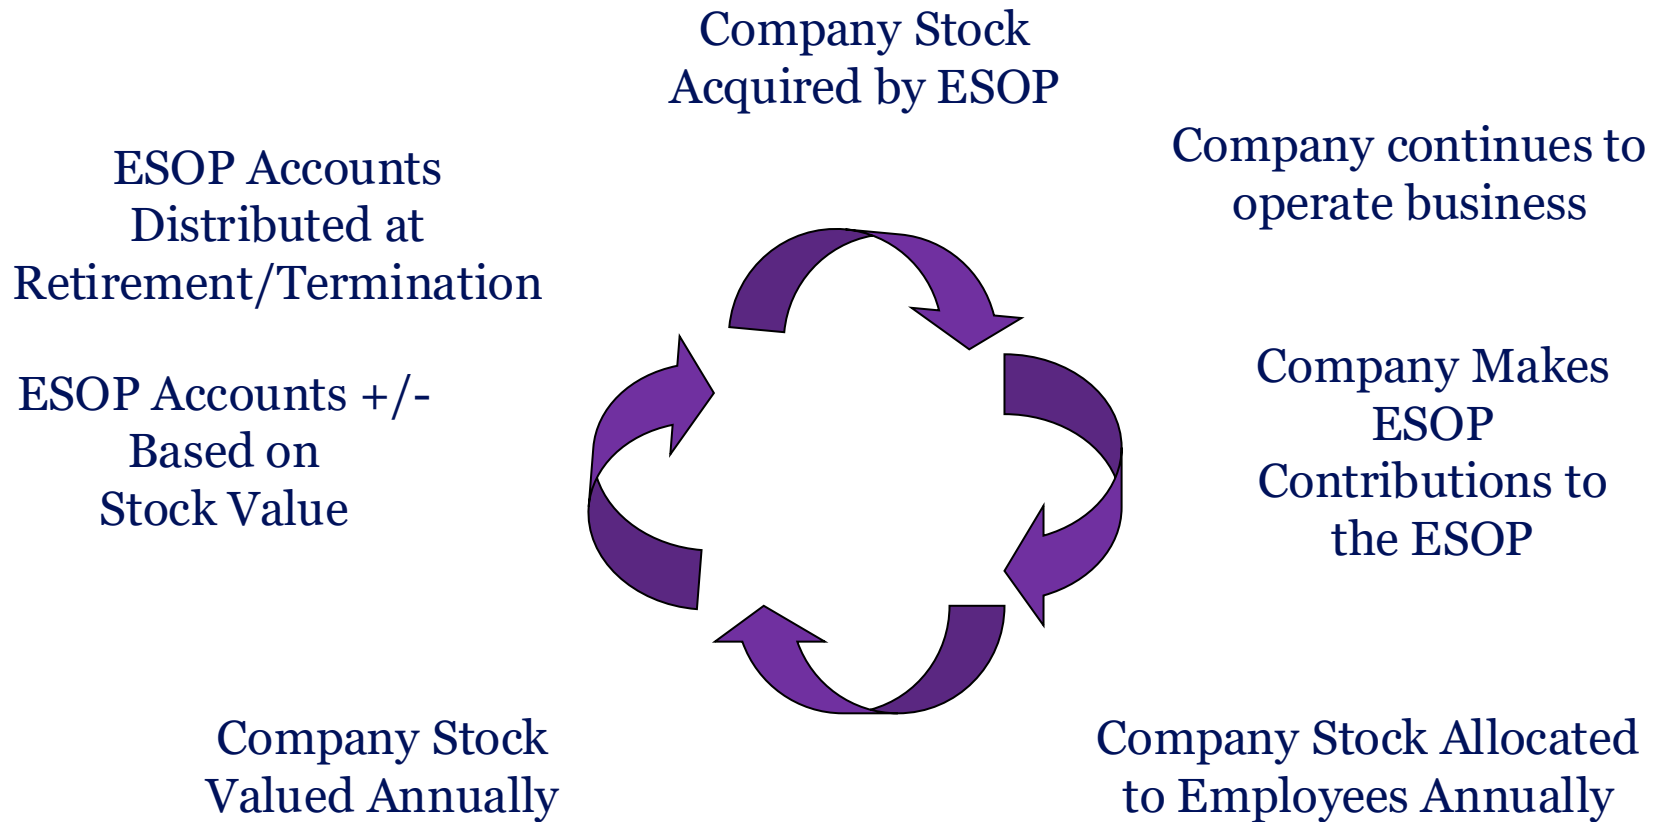 Company Stock
Acquired by ESOP
Company continues to
operate business
Company Makes
ESOP
Contributions to
the ESOP
Company Stock Allocated
to Employees Annually
Company Stock
Valued Annually
ESOP Accounts +/-
Based on
Stock Value
ESOP Accounts
Distributed at
Retirement/Termination